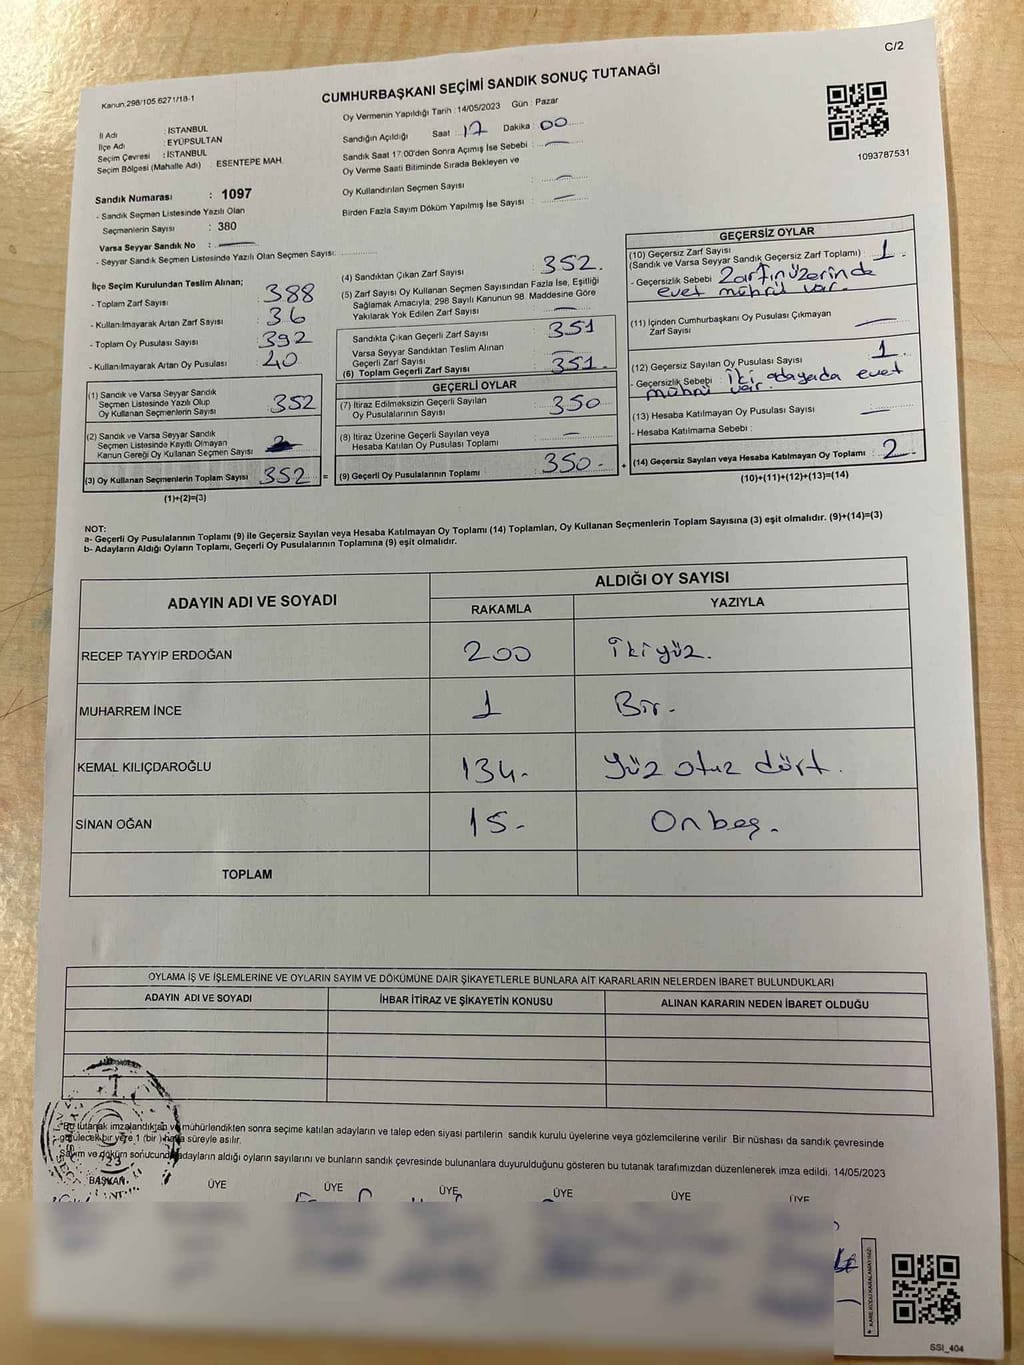 C/2
Kanun.298/105.6271/18-1
CUMHURBAŞKANI SEÇİMİ SANDIK SONUÇ TUTANAĞI
İl Adı : İSTANBUL
İlçe Adı : EYÜPSULTAN
Seçim Çevresi : İSTANBUL
Seçim Bölgesi (Mahalle Adı) : ESENTEPE MAH.
Sandık Numarası : 1097
- Sandık Seçmen Listesinde Yazılı Olan
Seçmenlerin Sayısı : 380
Varsa Seyyar Sandık No :
- Seyyar Sandık Seçmen Listesinde Yazılı Olan Seçmen Sayısı:
Oy Vermenin Yapıldığı Tarih : 14/05/2023 Gün : Pazar
Sandığın Açıldığı Saat : 17 Dakika : 00
Sandık Saat 17:00'den Sonra Açımış İse Sebebi :
Oy Verme Saati Bitiminde Sırada Bekleyen ve
Oy Kullandırılan Seçmen Sayısı :
Birden Fazla Sayım Döküm Yapılmış İse Sayısı :
1093787531
İlçe Seçim Kurulundan Teslim Alınan;
- Toplam Zarf Sayısı : 388
- Kullanılmayarak Artan Zarf Sayısı : 36
- Toplam Oy Pusulası Sayısı : 392
- Kullanılmayarak Artan Oy Pusulası : 40
(1) Sandık ve Varsa Seyyar Sandık
Seçmen Listesinde Yazılı Olup
Oy Kullanan Seçmenlerin Sayısı : 352
(2) Sandık ve Varsa Seyyar Sandık
Seçmen Listesinde Kayıtlı Olmayan
Kanun Gereği Oy Kullanan Seçmen Sayısı :
(3) Oy Kullanan Seçmenlerin Toplam Sayısı : 352 =
(1)+(2)=(3)
(4) Sandıktan Çıkan Zarf Sayısı : 352.
(5) Zarf Sayısı Oy Kullanan Seçmen Sayısından Fazla İse, Eşitliği
Sağlamak Amacıyla; 298 Sayılı Kanunun 98. Maddesine Göre
Yakılarak Yok Edilen Zarf Sayısı :
Sandıkta Çıkan Geçerli Zarf Sayısı : 351
Varsa Seyyar Sandıktan Teslim Alınan
Geçerli Zarf Sayısı :
(6) Toplam Geçerli Zarf Sayısı : 351.
GEÇERLİ OYLAR
(7) İtiraz Edilmeksizin Geçerli Sayılan
Oy Pusulalarının Sayısı : 350
(8) İtiraz Üzerine Geçerli Sayılan veya
Hesaba Katılan Oy Pusulası Toplamı :
(9) Geçerli Oy Pusulalarının Toplamı : 350. +
GEÇERSİZ OYLAR
(10) Geçersiz Zarf Sayısı
(Sandık ve Varsa Seyyar Sandık Geçersiz Zarf Toplamı) : 1.
- Geçersizlik Sebebi : Zarfın üzerinde
evet mührü var.
(11) İçinden Cumhurbaşkanı Oy Pusulası Çıkmayan
Zarf Sayısı :
(12) Geçersiz Sayılan Oy Pusulası Sayısı : 1.
- Geçersizlik Sebebi : İki adayada evet
mührü var.
(13) Hesaba Katılmayan Oy Pusulası Sayısı :
- Hesaba Katılmama Sebebi :
(14) Geçersiz Sayılan veya Hesaba Katılmayan Oy Toplamı : 2.
(10)+(11)+(12)+(13)=(14)
NOT:
a- Geçerli Oy Pusulalarının Toplamı (9) ile Geçersiz Sayılan veya Hesaba Katılmayan Oy Toplamı (14) Toplamları, Oy Kullanan Seçmenlerin Toplam Sayısına (3) eşit olmalıdır. (9)+(14)=(3)
b- Adayların Aldığı Oyların Toplamı, Geçerli Oy Pusulalarının Toplamına (9) eşit olmalıdır.
ADAYIN ADI VE SOYADI ALDIĞI OY SAYISI
RAKAMLA YAZIYLA
RECEP TAYYİP ERDOĞAN 200 İkiyüz.
MUHARREM İNCE 1 Bir.
KEMAL KILIÇDAROĞLU 134. Yüz otuz dört.
SİNAN OĞAN 15. Onbeş.
TOPLAM
OYLAMA İŞ VE İŞLEMLERİNE VE OYLARIN SAYIM VE DÖKÜMÜNE DAİR ŞİKAYETLERLE BUNLARA AİT KARARLARIN NELERDEN İBARET BULUNDUKLARI
ADAYIN ADI VE SOYADI İHBAR İTİRAZ VE ŞİKAYETİN KONUSU ALINAN KARARIN NEDEN İBARET OLDUĞU
*Bu tutanak imzalandıktan ve mühürlendikten sonra seçime katılan adayların ve talep eden siyasi partilerin sandık kurulu üyelerine veya gözlemcilerine verilir. Bir nüshası da sandık çevresinde
görülecek bir yere 1 (bir) hafta süreyle asılır.
Sayım ve döküm sonucunda adayların aldığı oyların sayılarını ve bunların sandık çevresinde bulunanlara duyurulduğunu gösteren bu tutanak tarafımızdan düzenlenerek imza edildi. 14/05/2023
BAŞKAN ÜYE ÜYE ÜYE ÜYE ÜYE ÜYE
* KARE KODU KARALAMAYINIZ
SSI_404